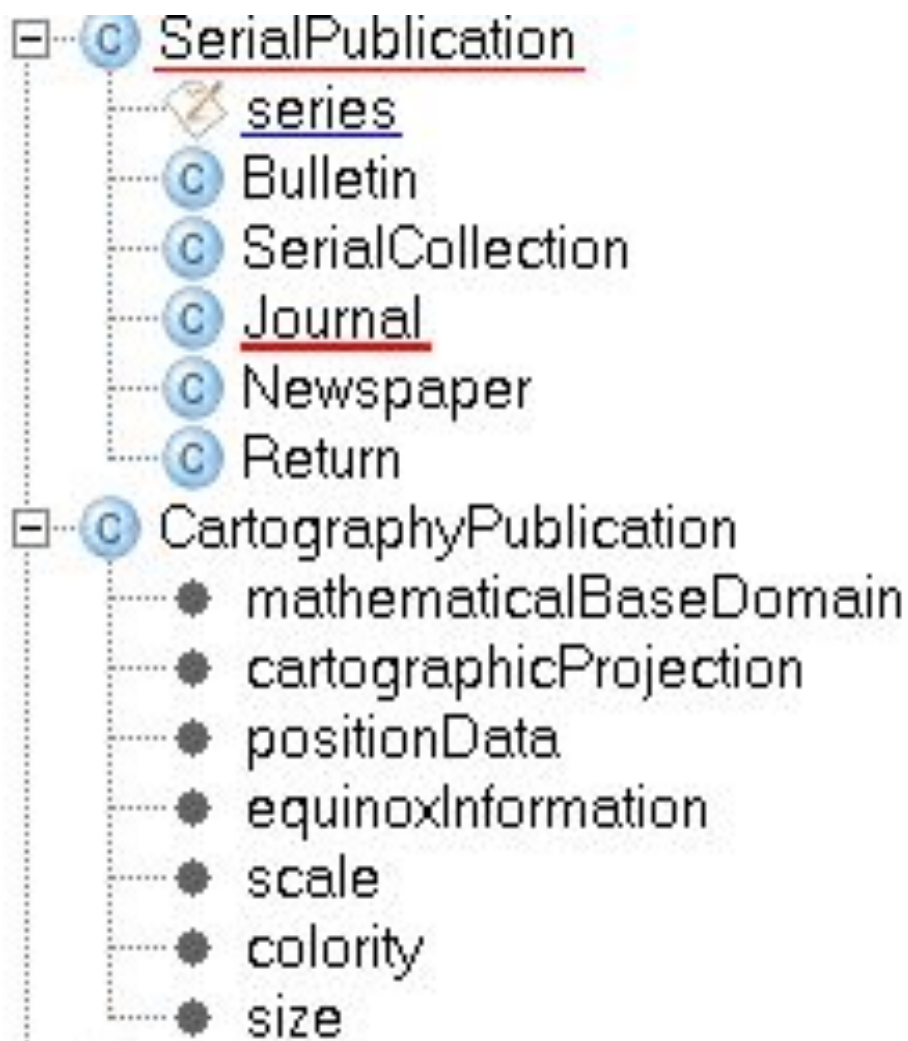 SerialPublication
series
Bulletin
SerialCollection
Journal
Newspaper
Return
CartographyPublication
mathematicalBaseDomain
cartographicProjection
positionData
equinoxInformation
scale
colority
size